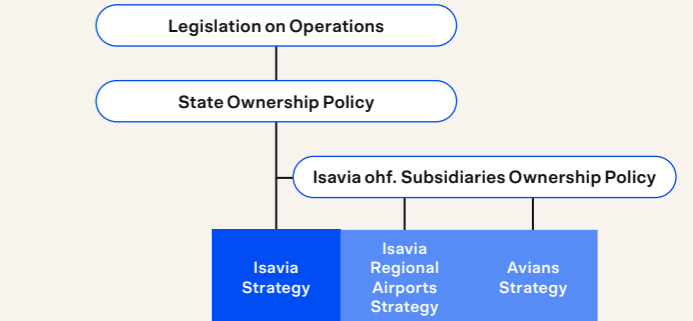 Legislation on Operations
State Ownership Policy
Isavia ohf. Subsidiaries Ownership Policy
Isavia
Strategy
Isavia
Regional
Airports
Strategy
Avians
Strategy